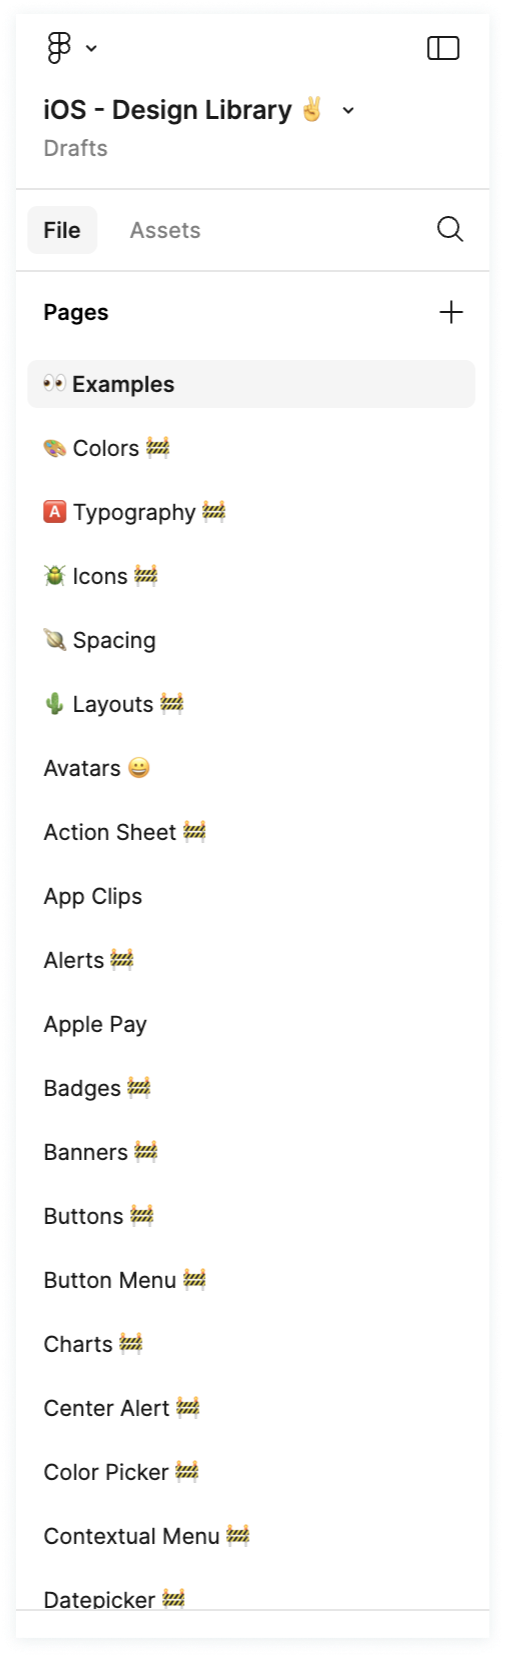 iOS - Design Library ✌️
Drafts
File Assets
Pages
👀 Examples
🎨 Colors 🚧
🅰️ Typography 🚧
🪲 Icons 🚧
🪐 Spacing
🌵 Layouts 🚧
Avatars 😀
Action Sheet 🚧
App Clips
Alerts 🚧
Apple Pay
Badges 🚧
Banners 🚧
Buttons 🚧
Button Menu 🚧
Charts 🚧
Center Alert 🚧
Color Picker 🚧
Contextual Menu 🚧
Datepicker 🚧